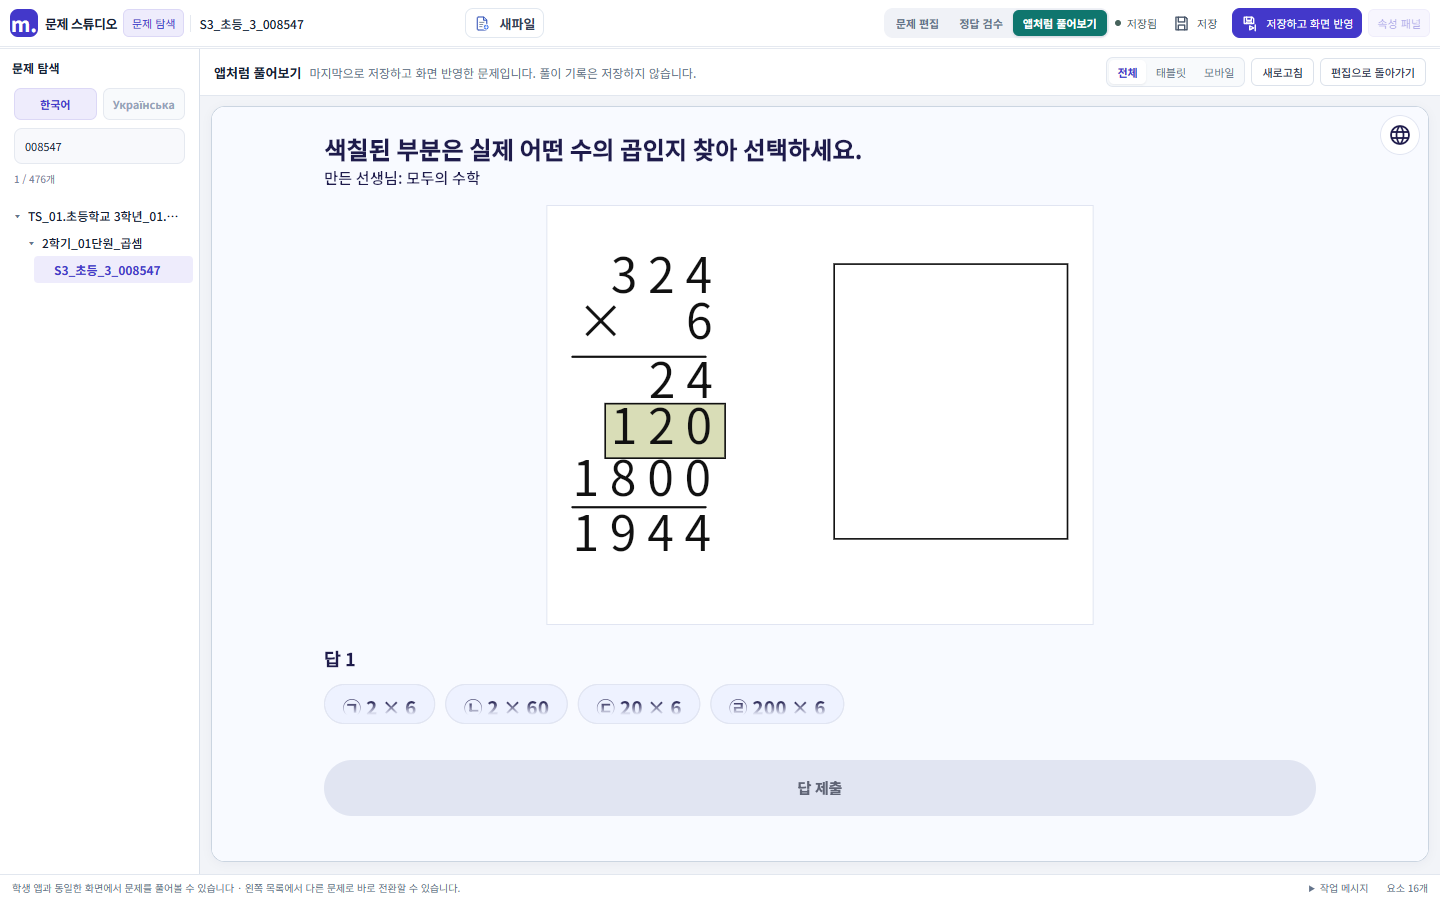 m. 문제 스튜디오 문제 탐색 S3_초등_3_008547 새파일 문제 편집 정답 검수 앱처럼 풀어보기 저장됨 저장 저장하고 화면 반영 속성 패널
문제 탐색
한국어 Українська
008547
1 / 476개
TS_01.초등학교 3학년_01.…
2학기_01단원_곱셈
S3_초등_3_008547
앱처럼 풀어보기 마지막으로 저장하고 화면 반영한 문제입니다. 풀이 기록은 저장하지 않습니다. 전체 태블릿 모바일 새로고침 편집으로 돌아가기
색칠된 부분은 실제 어떤 수의 곱인지 찾아 선택하세요.
만든 선생님: 모두의 수학
3 2 4
× 6
2 4
1 2 0
1 8 0 0
1 9 4 4
답 1
㉠ 2 × 6 ㉡ 2 × 60 ㉢ 20 × 6 ㉣ 200 × 6
답 제출
학생 앱과 동일한 화면에서 문제를 풀어볼 수 있습니다 · 왼쪽 목록에서 다른 문제로 바로 전환할 수 있습니다. ▶ 작업 메시지 요소 16개